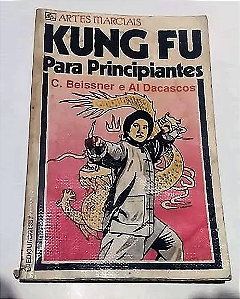 ARTES MARCIAIS
KUNG FU
Para Principiantes
C. Beissner e Al Dacascos